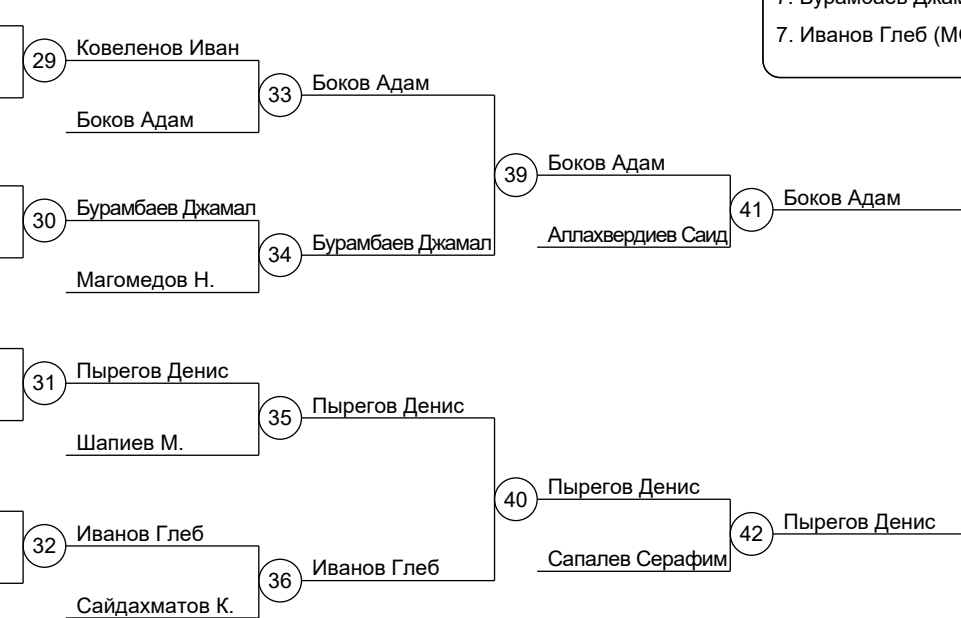 7. Иванов Глеб
29
Ковеленов Иван
Боков Адам
33
Боков Адам
30
Бурамбаев Джамал
Магомедов Н.
34
Бурамбаев Джамал
39
Боков Адам
Аллахвердиев Саид
41
Боков Адам
31
Пырегов Денис
Шапиев М.
35
Пырегов Денис
32
Иванов Глеб
Сайдахматов К.
36
Иванов Глеб
40
Пырегов Денис
Сапалев Серафим
42
Пырегов Денис